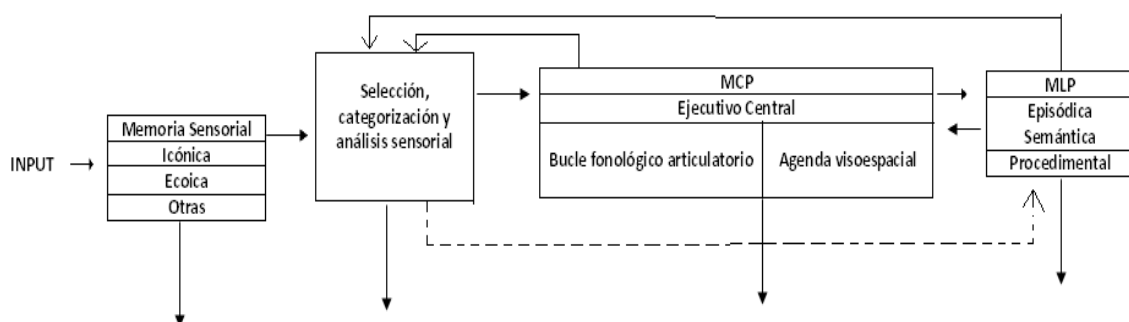 INPUT
Memoria Sensorial
Icónica
Ecoica
Otras
Selección,
categorización y
análisis sensorial
MCP
Ejecutivo Central
Bucle fonológico articulatorio
Agenda visoespacial
MLP
Episódica
Semántica
Procedimental